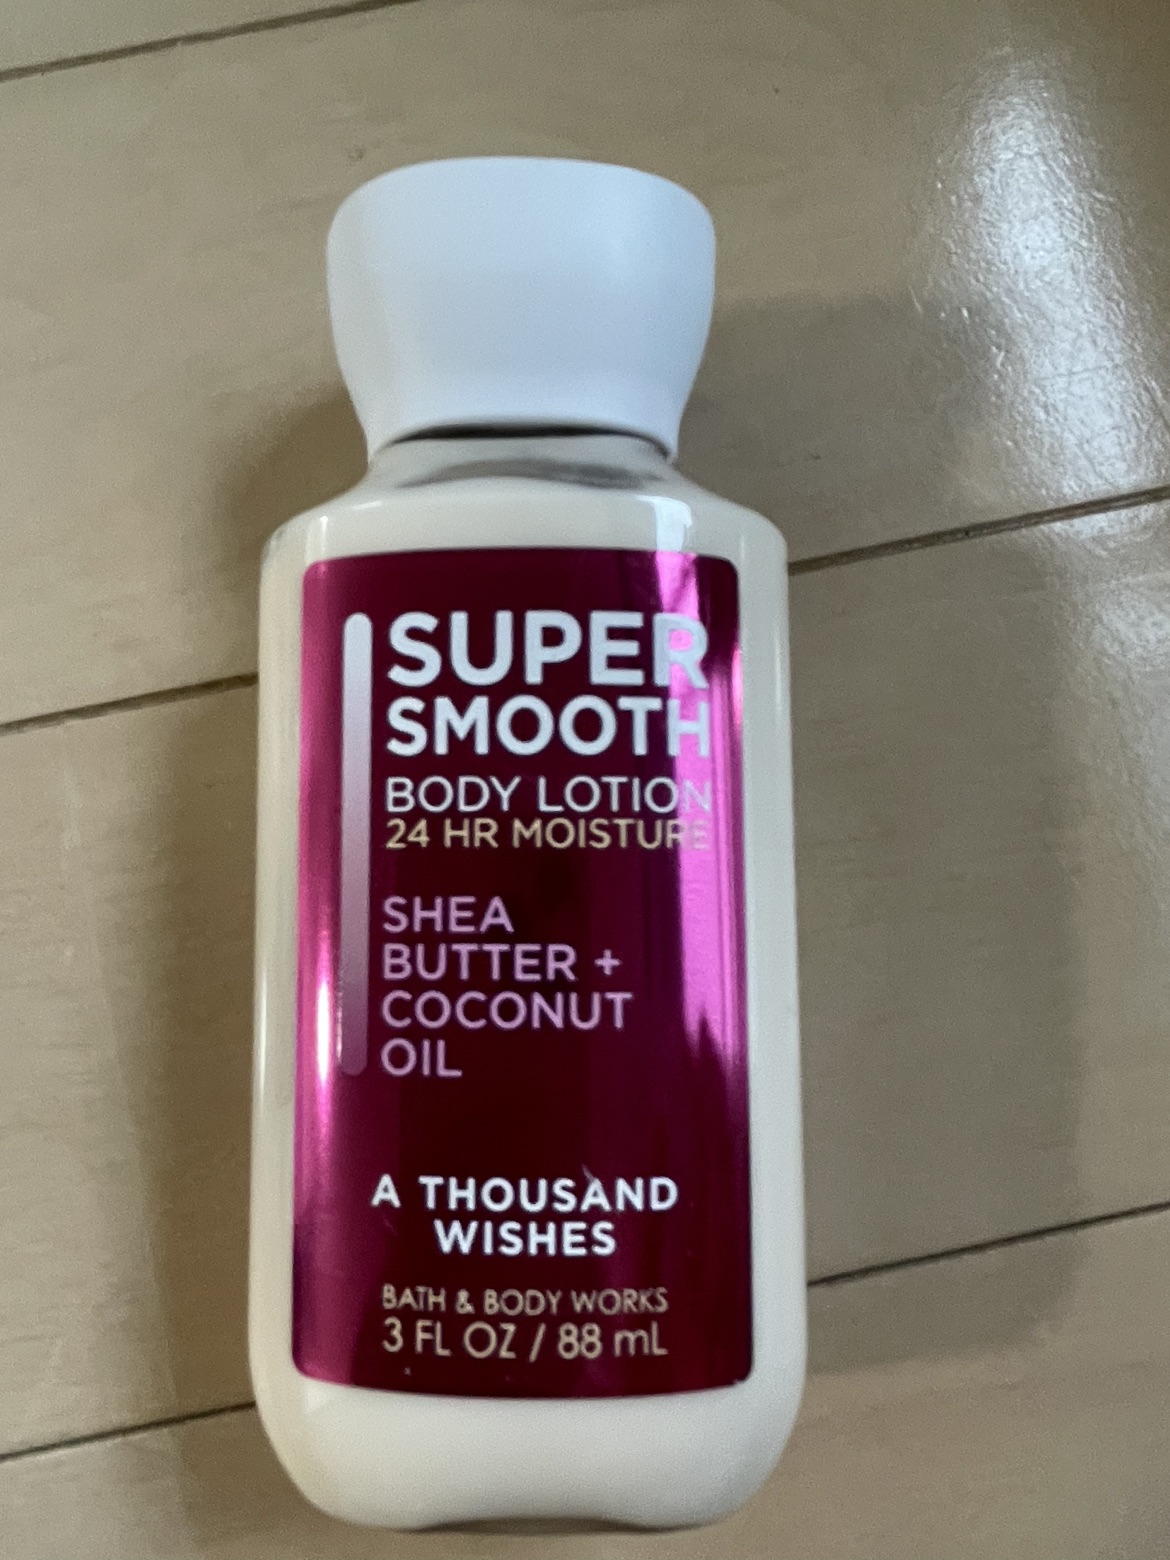 SUPER
SMOOTH
BODY LOTION
24 HR MOISTURE
SHEA
BUTTER +
COCONUT
OIL
A THOUSAND
WISHES
BATH & BODY WORKS
3 FL OZ / 88 mL